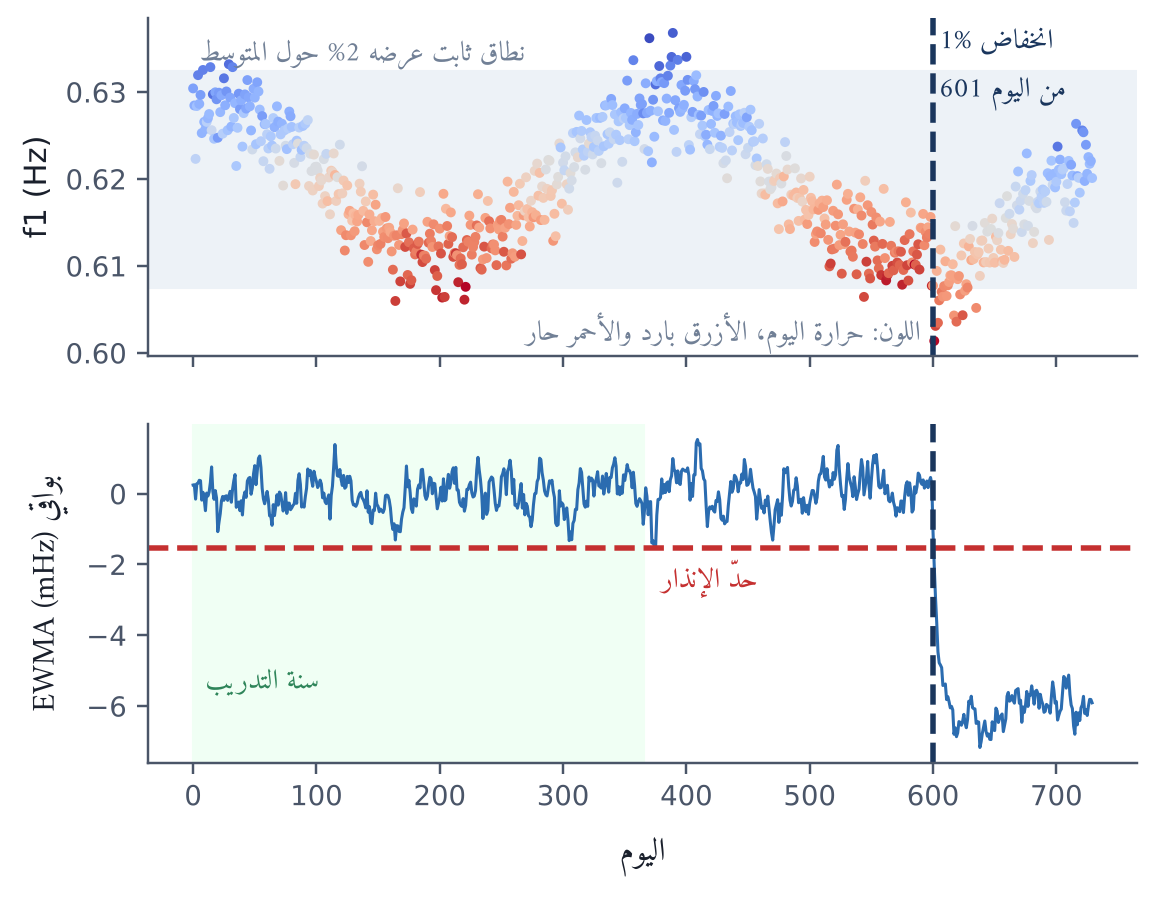 نطاق ثابت عرضه 2% حول المتوسط
انخفاض 1%
من اليوم 601
f1 (Hz)
0.63
0.62
0.61
0.60
اللون: حرارة اليوم، الأزرق بارد والأحمر حار
بواقي EWMA (mHz)
0
−2
−4
−6
حدّ الإنذار
سنة التدريب
0 100 200 300 400 500 600 700
اليوم